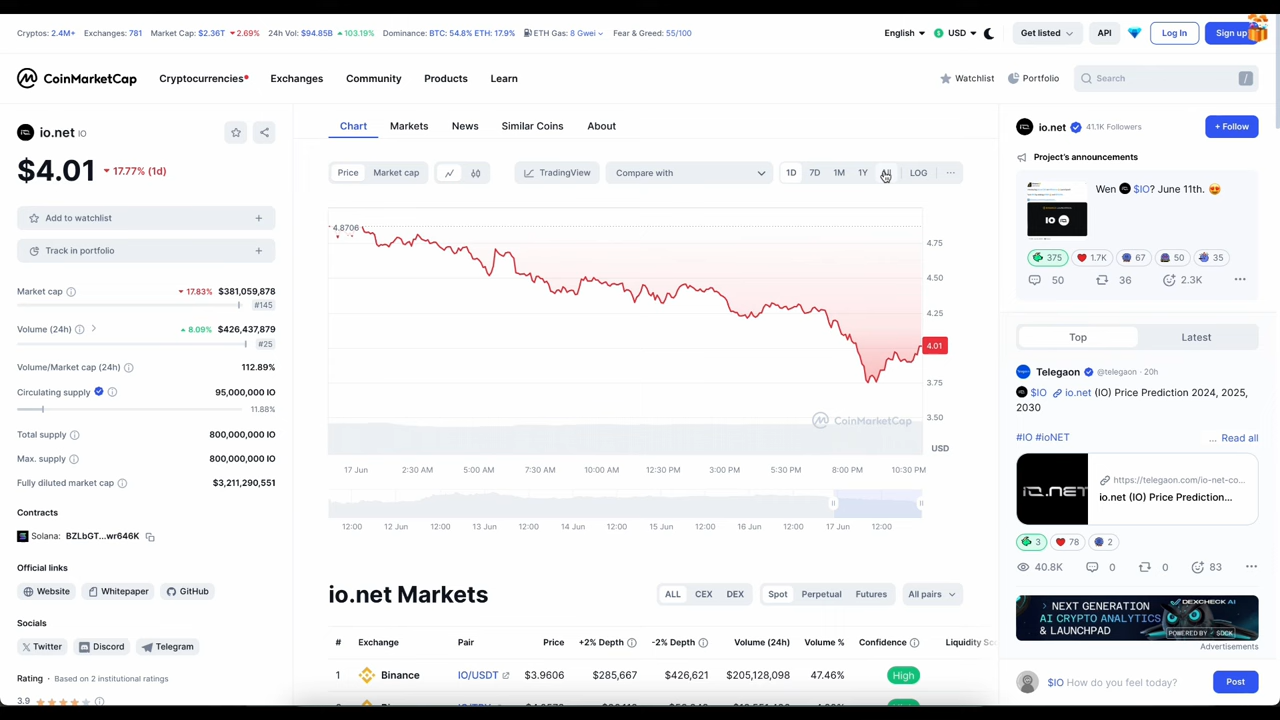 Cryptos: 2.4M+ Exchanges: 781 Market Cap: $2.36T 2.69% 24h Vol: $94.85B 103.19% Dominance: BTC: 54.8% ETH: 17.9% ETH Gas: 8 Gwei Fear & Greed: 55/100
English USD Get listed API Log In Sign up
CoinMarketCap Cryptocurrencies Exchanges Community Products Learn
Watchlist Portfolio Search /
io.net IO
$4.01 17.77% (1d)
Add to watchlist +
Track in portfolio +
Market cap 17.83% $381,059,878
#145
Volume (24h) 8.09% $426,437,879
#25
Volume/Market cap (24h) 112.89%
Circulating supply 95,000,000 IO
11.88%
Total supply 800,000,000 IO
Max. supply 800,000,000 IO
Fully diluted market cap $3,211,290,551
Contracts
Solana: BZLbGT...wr646K
Official links
Website Whitepaper GitHub
Socials
Twitter Discord Telegram
Rating · Based on 2 institutional ratings
3.9
Chart Markets News Similar Coins About
Price Market cap TradingView Compare with 1D 7D 1M 1Y LOG ...
4.8706
4.75
4.50
4.25
4.01
3.75
CoinMarketCap
3.50
USD
17 Jun 2:30 AM 5:00 AM 7:30 AM 10:00 AM 12:30 PM 3:00 PM 5:30 PM 8:00 PM 10:30 PM
12:00 12 Jun 12:00 13 Jun 12:00 14 Jun 12:00 15 Jun 12:00 16 Jun 12:00 17 Jun 12:00
io.net Markets ALL CEX DEX Spot Perpetual Futures All pairs
# Exchange Pair Price +2% Depth -2% Depth Volume (24h) Volume % Confidence Liquidity Sc
1 Binance IO/USDT $3.9606 $285,667 $426,621 $205,128,098 47.46% High
io.net 41.1K Followers + Follow
Project's announcements
Wen $IO? June 11th.
IO
375 1.7K 67 50 35
50 36 2.3K ...
Top Latest
Telegaon @telegaon · 20h
$IO io.net (IO) Price Prediction 2024, 2025,
2030
#IO #ioNET ... Read all
IO.NET
https://telegaon.com/io-net-co...
io.net (IO) Price Prediction...
3 78 2
40.8K 0 0 83 ...
NEXT GENERATION
AI CRYPTO ANALYTICS
& LAUNCHPAD
DEXCHECK AI
POWERED BY
Advertisements
$IO How do you feel today? Post